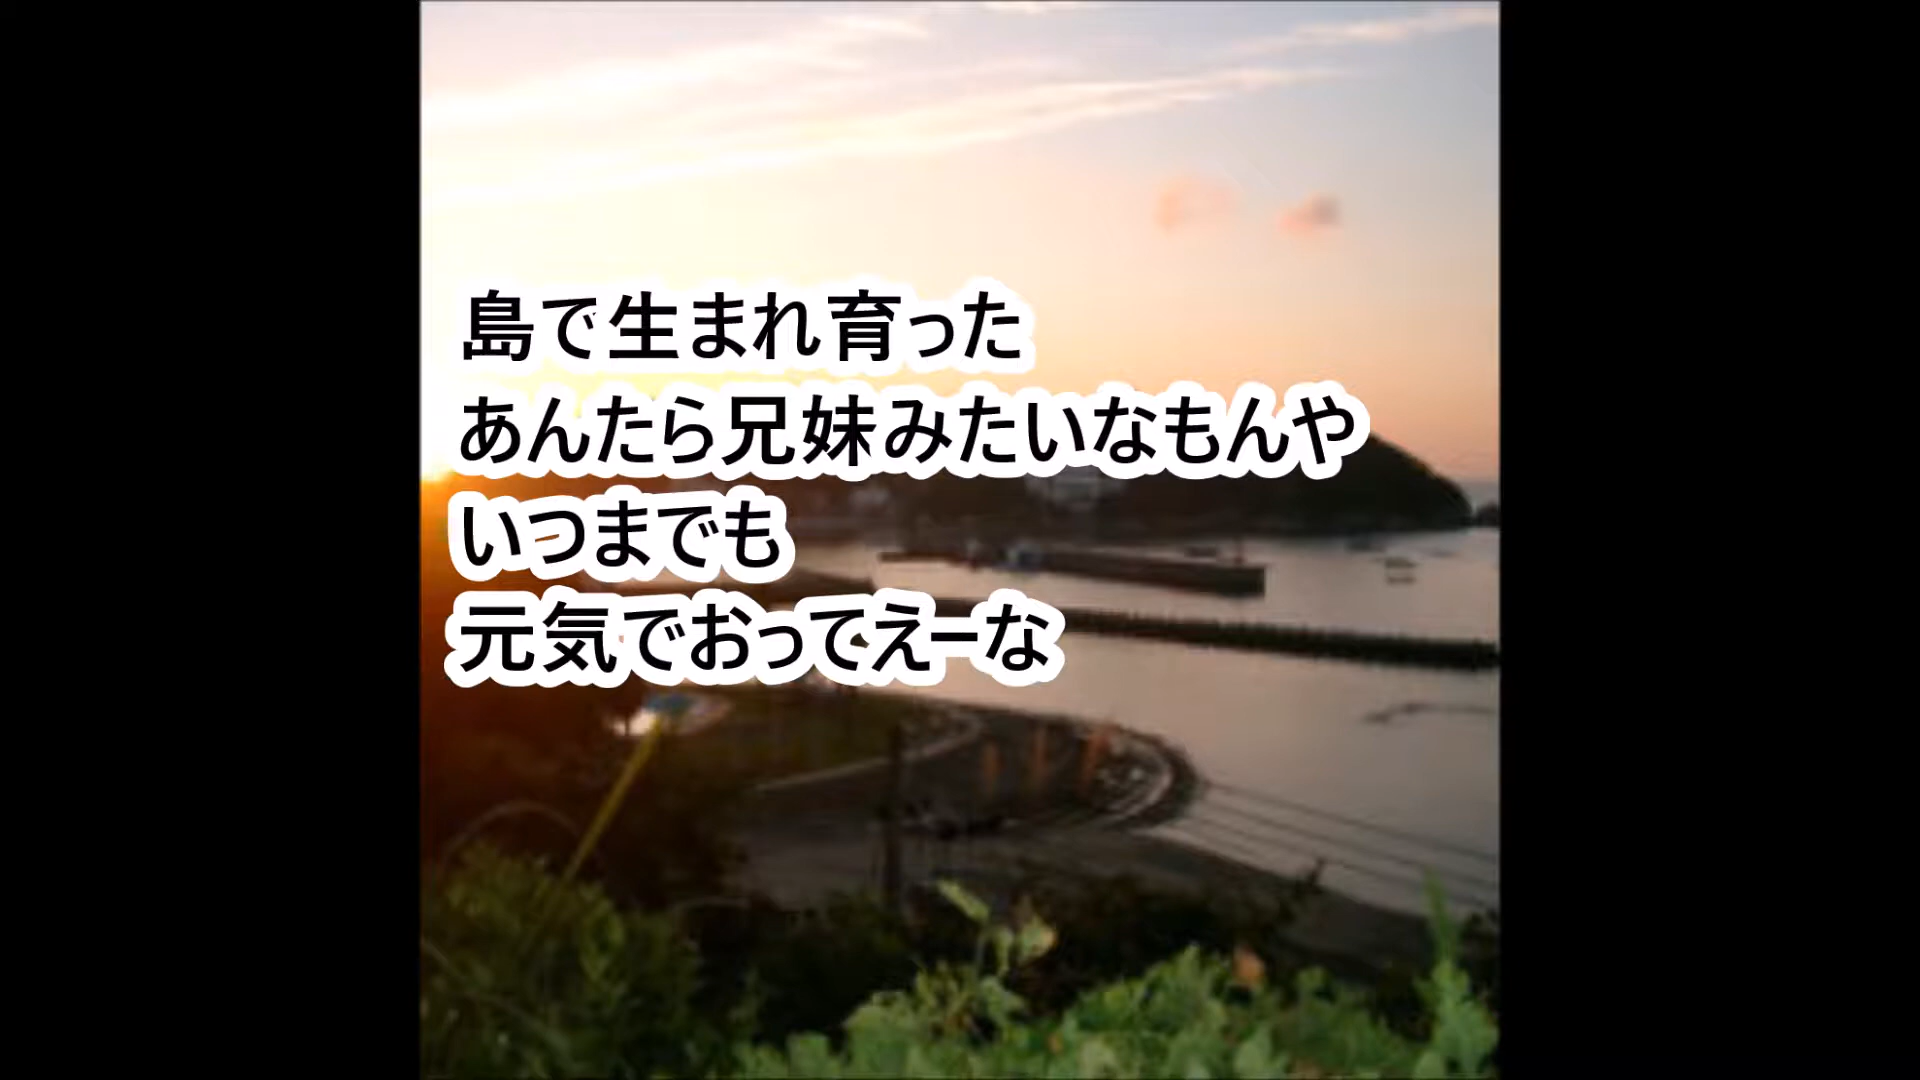 島で生まれ育った
あんたら兄妹みたいなもんや
いつまでも
元気でおってえーな